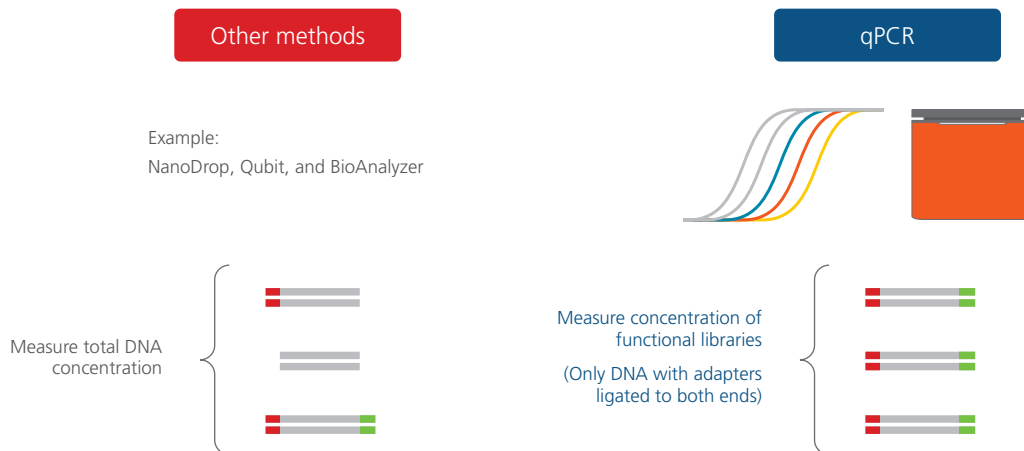 Other methods
qPCR
Example:
NanoDrop, Qubit, and BioAnalyzer
Measure total DNA
concentration
Measure concentration of
functional libraries
(Only DNA with adapters
ligated to both ends)